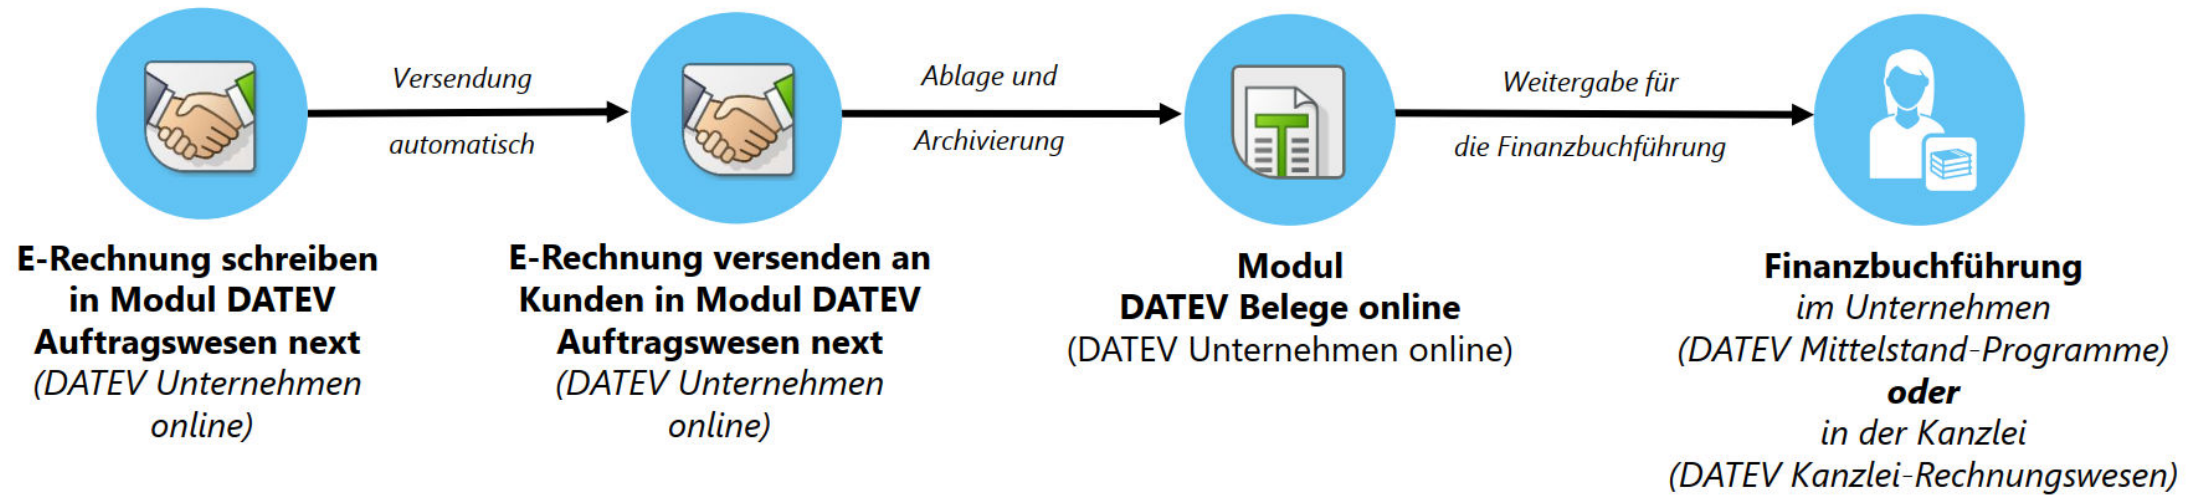 Versendung
automatisch
Ablage und
Archivierung
Weitergabe für
die Finanzbuchführung
E-Rechnung schreiben
in Modul DATEV
Auftragswesen next
(DATEV Unternehmen
online)
E-Rechnung versenden an
Kunden in Modul DATEV
Auftragswesen next
(DATEV Unternehmen
online)
Modul
DATEV Belege online
(DATEV Unternehmen online)
Finanzbuchführung
im Unternehmen
(DATEV Mittelstand-Programme)
oder
in der Kanzlei
(DATEV Kanzlei-Rechnungswesen)